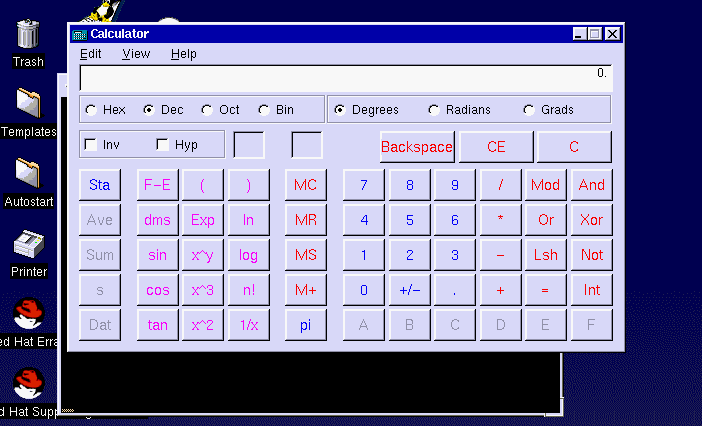 Calculator
Edit View Help
0.
Hex Dec Oct Bin Degrees Radians Grads
Inv Hyp Backspace CE C
Sta F-E ( ) MC 7 8 9 / Mod And
Ave dms Exp ln MR 4 5 6 * Or Xor
Sum sin x^y log MS 1 2 3 - Lsh Not
s cos x^3 n! M+ 0 +/- . + = Int
Dat tan x^2 1/x pi A B C D E F
Trash
Templates
Autostart
Printer
ed Hat Erra
d Hat Supp